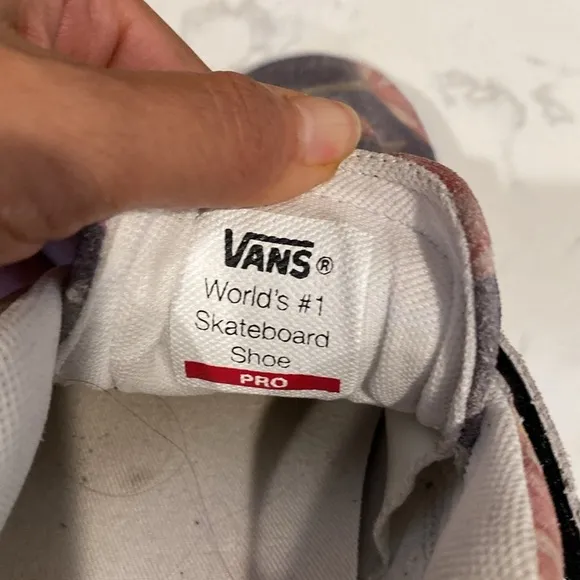 VANS®
World's #1
Skateboard
Shoe
PRO